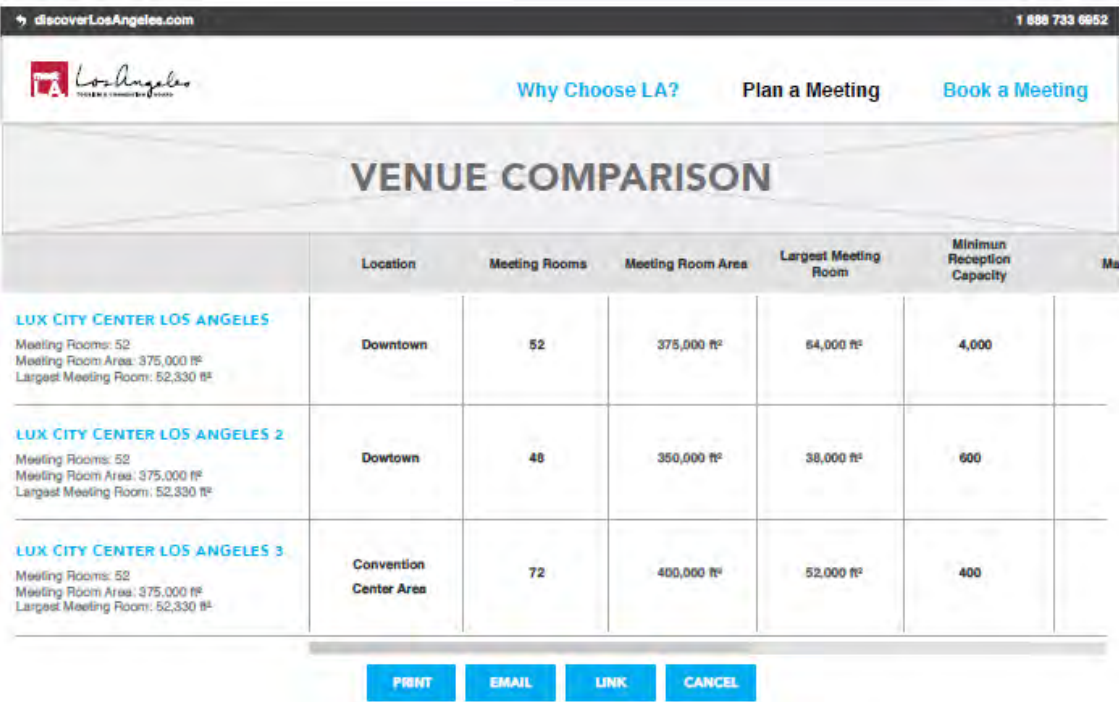 discoverLosAngeles.com 1 888 733 6952
meet LA Los Angeles
TOURISM & CONVENTION BOARD
Why Choose LA? Plan a Meeting Book a Meeting
VENUE COMPARISON
Location Meeting Rooms Meeting Room Area Largest Meeting Room Minimun Reception Capacity Ma
LUX CITY CENTER LOS ANGELES
Meeting Rooms: 52
Meeting Room Area: 375,000 ft²
Largest Meeting Room: 52,330 ft²
Downtown 52 375,000 ft² 64,000 ft² 4,000
LUX CITY CENTER LOS ANGELES 2
Meeting Rooms: 52
Meeting Room Area: 375,000 ft²
Largest Meeting Room: 52,330 ft²
Dowtown 48 350,000 ft² 38,000 ft² 600
LUX CITY CENTER LOS ANGELES 3
Meeting Rooms: 52
Meeting Room Area: 375,000 ft²
Largest Meeting Room: 52,330 ft²
Convention
Center Area
72 400,000 ft² 52,000 ft² 400
PRINT EMAIL LINK CANCEL